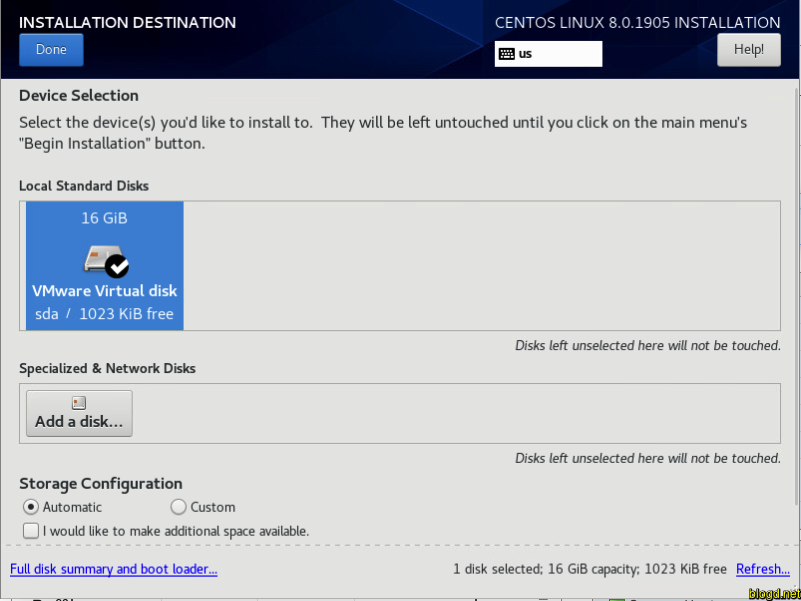 INSTALLATION DESTINATION
CENTOS LINUX 8.0.1905 INSTALLATION
Done
us
Help!
Device Selection
Select the device(s) you'd like to install to. They will be left untouched until you click on the main menu's
"Begin Installation" button.
Local Standard Disks
16 GiB
VMware Virtual disk
sda / 1023 KiB free
Disks left unselected here will not be touched.
Specialized & Network Disks
Add a disk...
Disks left unselected here will not be touched.
Storage Configuration
Automatic
Custom
I would like to make additional space available.
Full disk summary and boot loader...
1 disk selected; 16 GiB capacity; 1023 KiB free
Refresh...
blogd.net